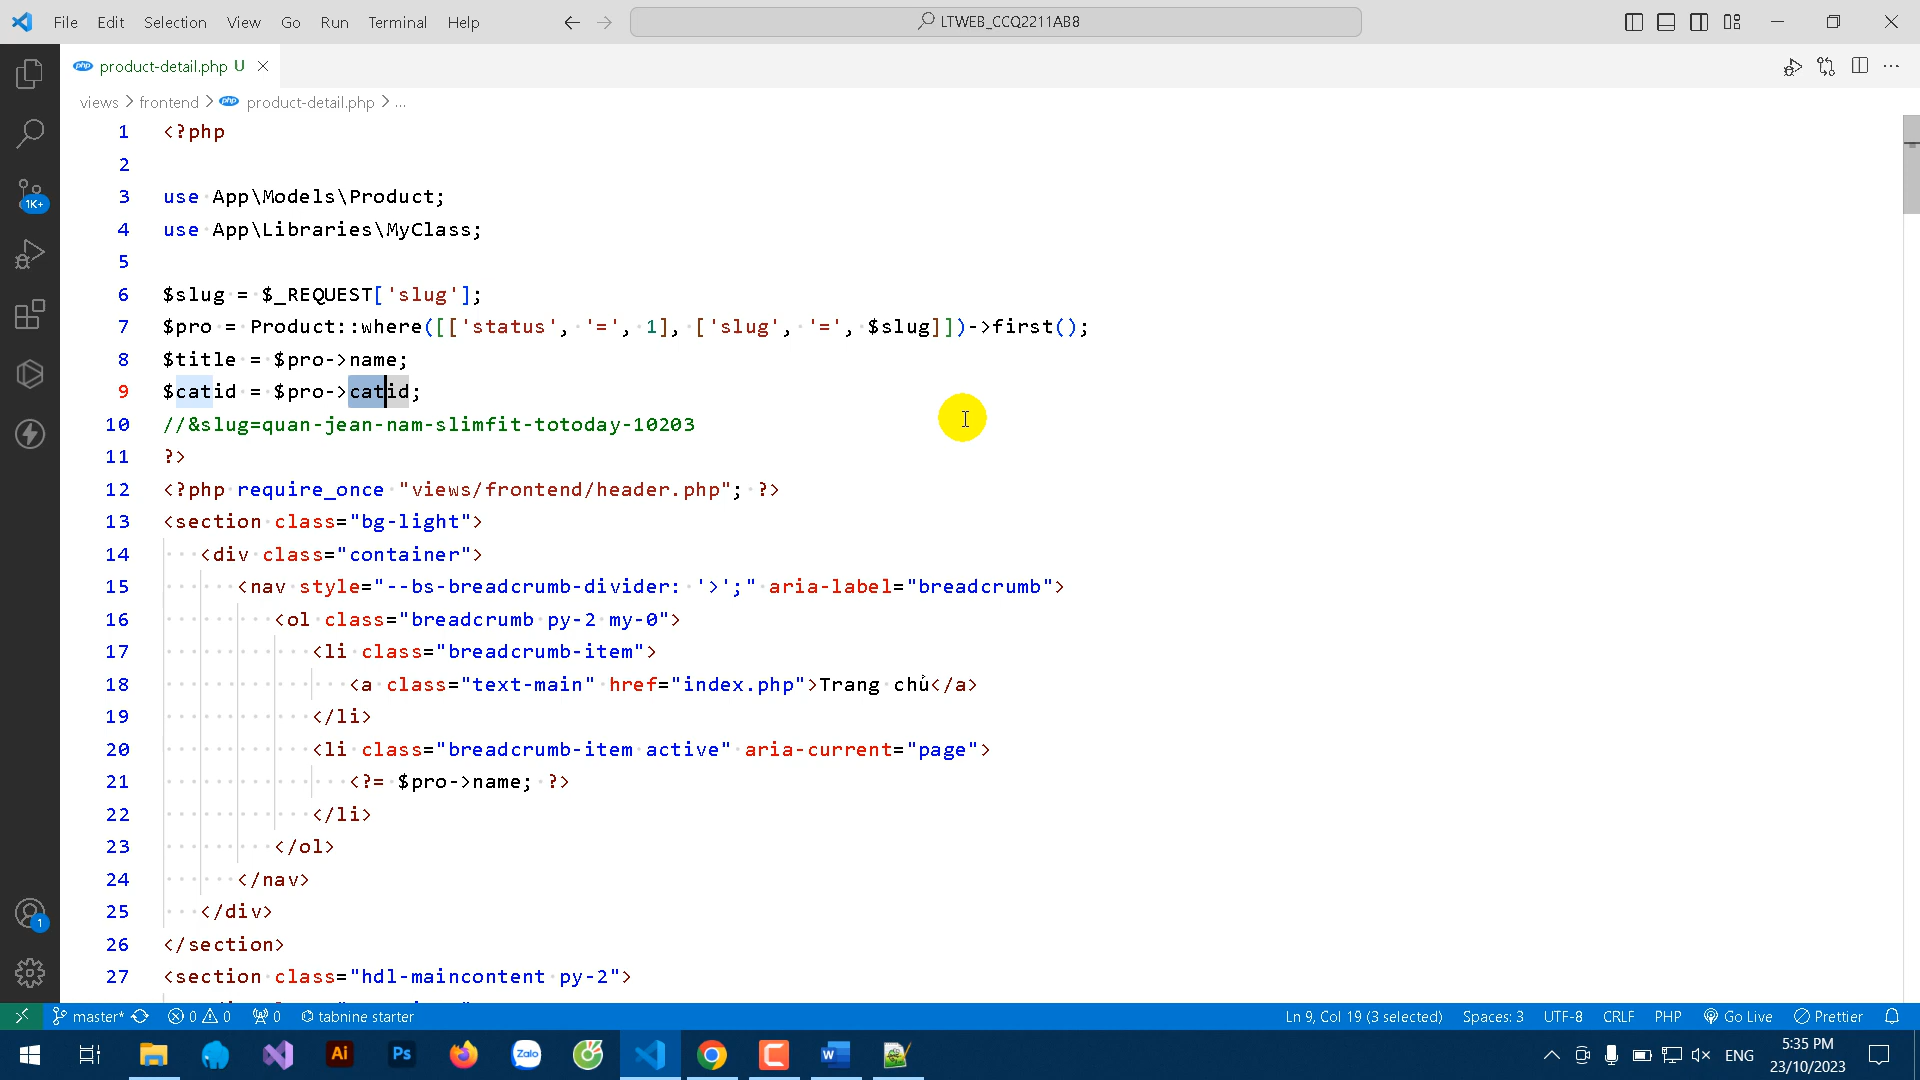 File Edit Selection View Go Run Terminal Help LTWEB_CCQ2211AB8
product-detail.php U
views > frontend > product-detail.php > ...
1 <?php
2
3 use App\Models\Product;
4 use App\Libraries\MyClass;
5
6 $slug = $_REQUEST['slug'];
7 $pro = Product::where([['status', '=', 1], ['slug', '=', $slug]])->first();
8 $title = $pro->name;
9 $catid = $pro->catid;
10 //&slug=quan-jean-nam-slimfit-totoday-10203
11 ?>
12 <?php require_once "views/frontend/header.php"; ?>
13 <section class="bg-light">
14 <div class="container">
15 <nav style="--bs-breadcrumb-divider: '>';" aria-label="breadcrumb">
16 <ol class="breadcrumb py-2 my-0">
17 <li class="breadcrumb-item">
18 <a class="text-main" href="index.php">Trang chủ</a>
19 </li>
20 <li class="breadcrumb-item active" aria-current="page">
21 <?= $pro->name; ?>
22 </li>
23 </ol>
24 </nav>
25 </div>
26 </section>
27 <section class="hdl-maincontent py-2">
1K+
1
master* 0 0 0 tabnine starter Ln 9, Col 19 (3 selected) Spaces: 3 UTF-8 CRLF PHP Go Live Prettier
Ai Ps Zalo W ENG 5:35 PM
23/10/2023